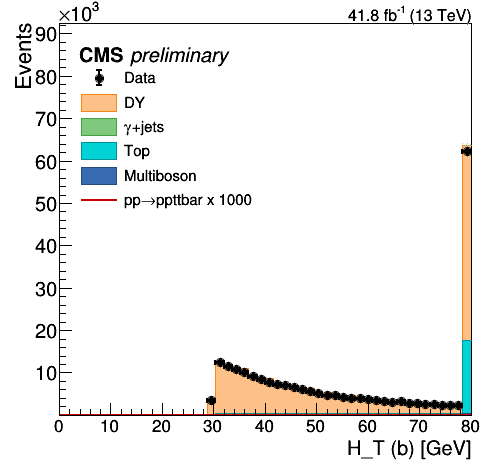 ×10³
41.8 fb⁻¹ (13 TeV)
Events
CMS preliminary
Data
DY
γ+jets
Top
Multiboson
pp→ppttbar x 1000
90
80
70
60
50
40
30
20
10
0 10 20 30 40 50 60 70 80
H_T (b) [GeV]